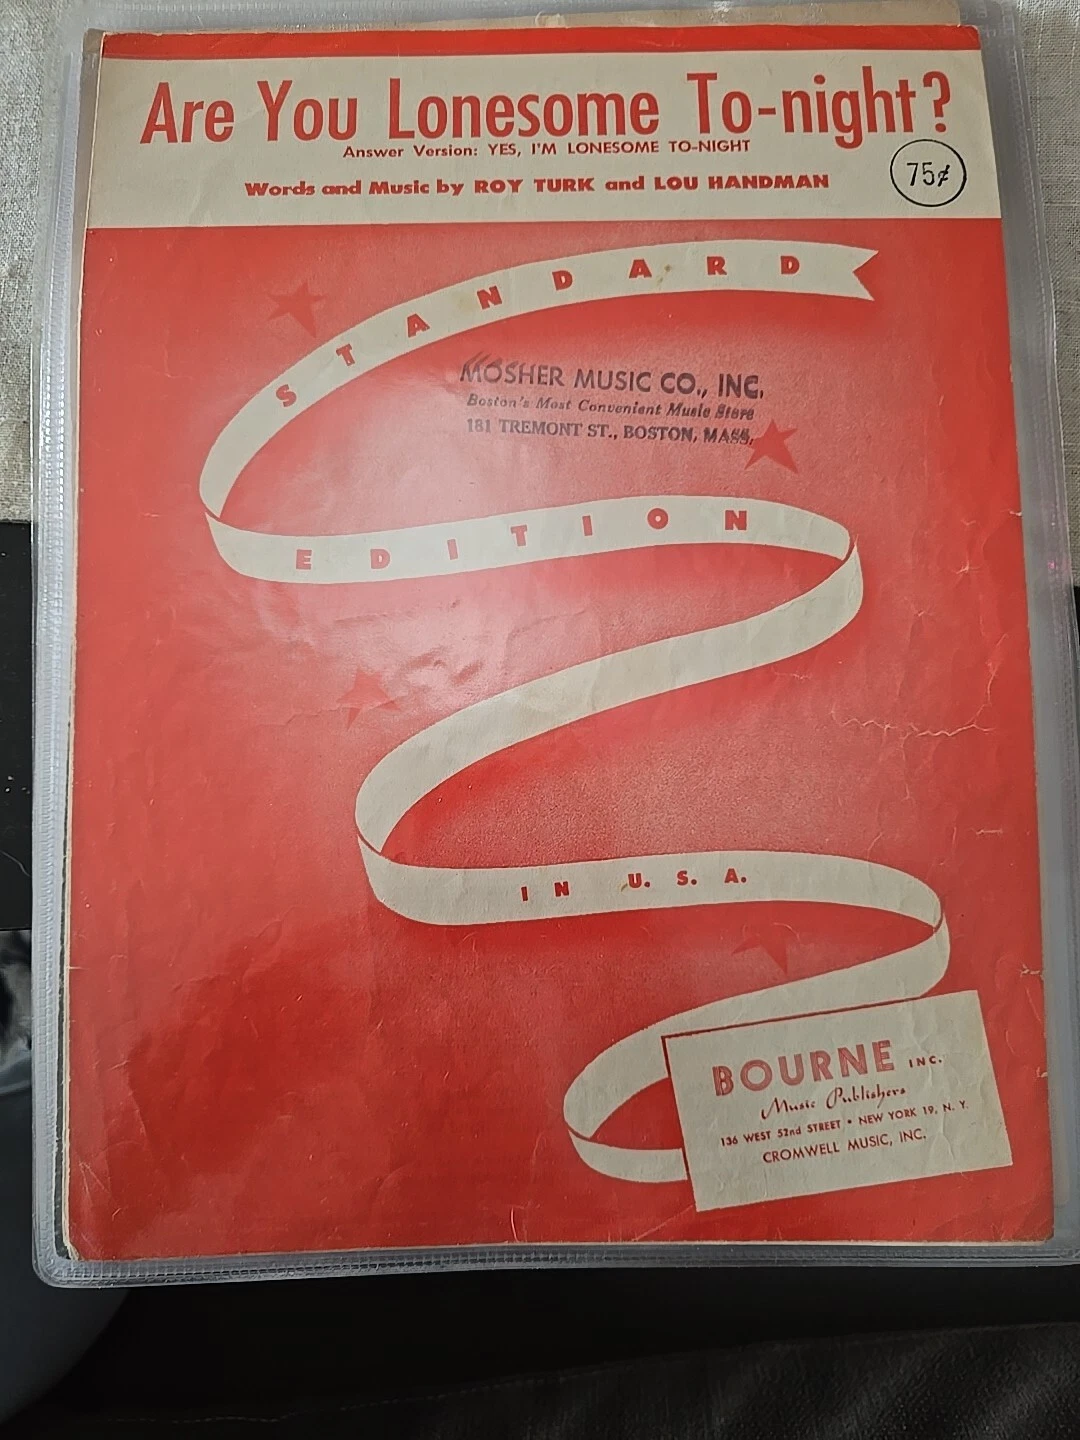 Are You Lonesome To-night?
Answer Version: YES, I'M LONESOME TO-NIGHT
Words and Music by ROY TURK and LOU HANDMAN
75¢
STANDARD
MOSHER MUSIC CO., INC.
Boston's Most Convenient Music Store
181 TREMONT ST., BOSTON, MASS.
EDITION
IN U. S. A.
BOURNE INC.
Music Publishers
136 WEST 52nd STREET • NEW YORK 19, N. Y.
CROMWELL MUSIC, INC.